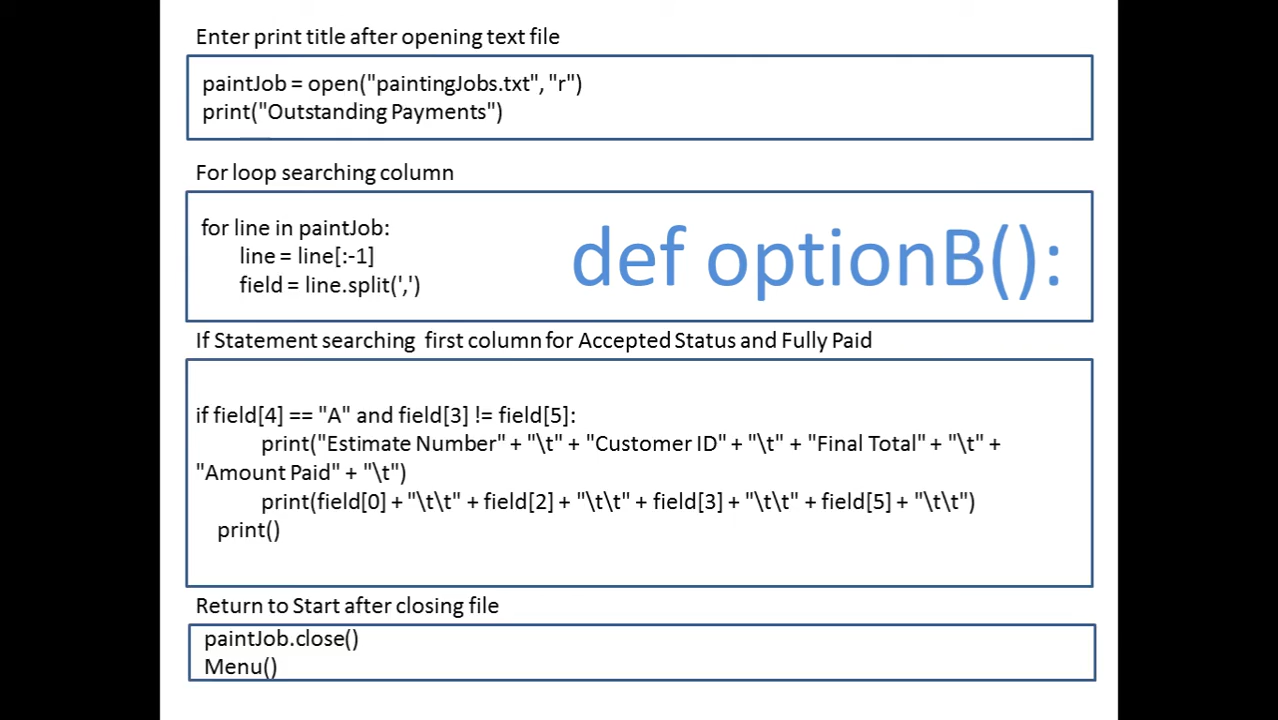 Enter print title after opening text file
paintJob = open("paintingJobs.txt", "r")
print("Outstanding Payments")
For loop searching column
for line in paintJob:
line = line[:-1]
field = line.split(',')
def optionB():
If Statement searching  first column for Accepted Status and Fully Paid
if field[4] == "A" and field[3] != field[5]:
print("Estimate Number" + "\t" + "Customer ID" + "\t" + "Final Total" + "\t" +
"Amount Paid" + "\t")
print(field[0] + "\t\t" + field[2] + "\t\t" + field[3] + "\t\t" + field[5] + "\t\t")
print()
Return to Start after closing file
paintJob.close()
Menu()